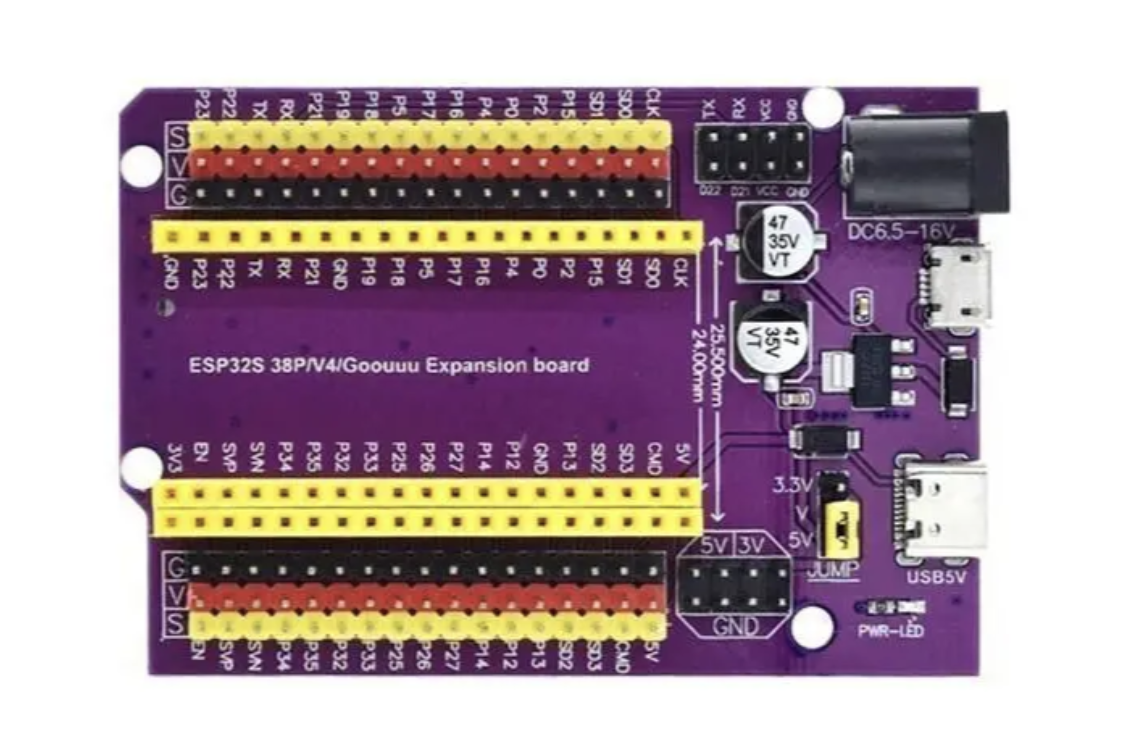 P23 P22 TX RX P21 P19 P18 P5 P17 P16 P4 P0 P2 P15 SD1 SD0 CLK
S
V
G
TX RX VCC GND
D22 D21 VCC GND
47
35V
VT
DC6.5-16V
GND P23 P22 TX RX P21 GND P19 P18 P5 P17 P16 P4 P0 P2 P15 SD1 SD0 CLK
47
35V
VT
25.500mm
24.00mm
ESP32S 38P/V4/Goouuu Expansion board
3V3 EN SVP SVN P34 P35 P32 P33 P25 P26 P27 P14 P12 GND P13 SD2 SD3 CMD 5V
3.3V
V
5V
JUMP
USB5V
5V 3V
GND
PWR-LED
G
V
S
EN SVP SVN P34 P35 P32 P33 P25 P26 P27 P14 P12 P13 SD2 SD3 CMD 5V